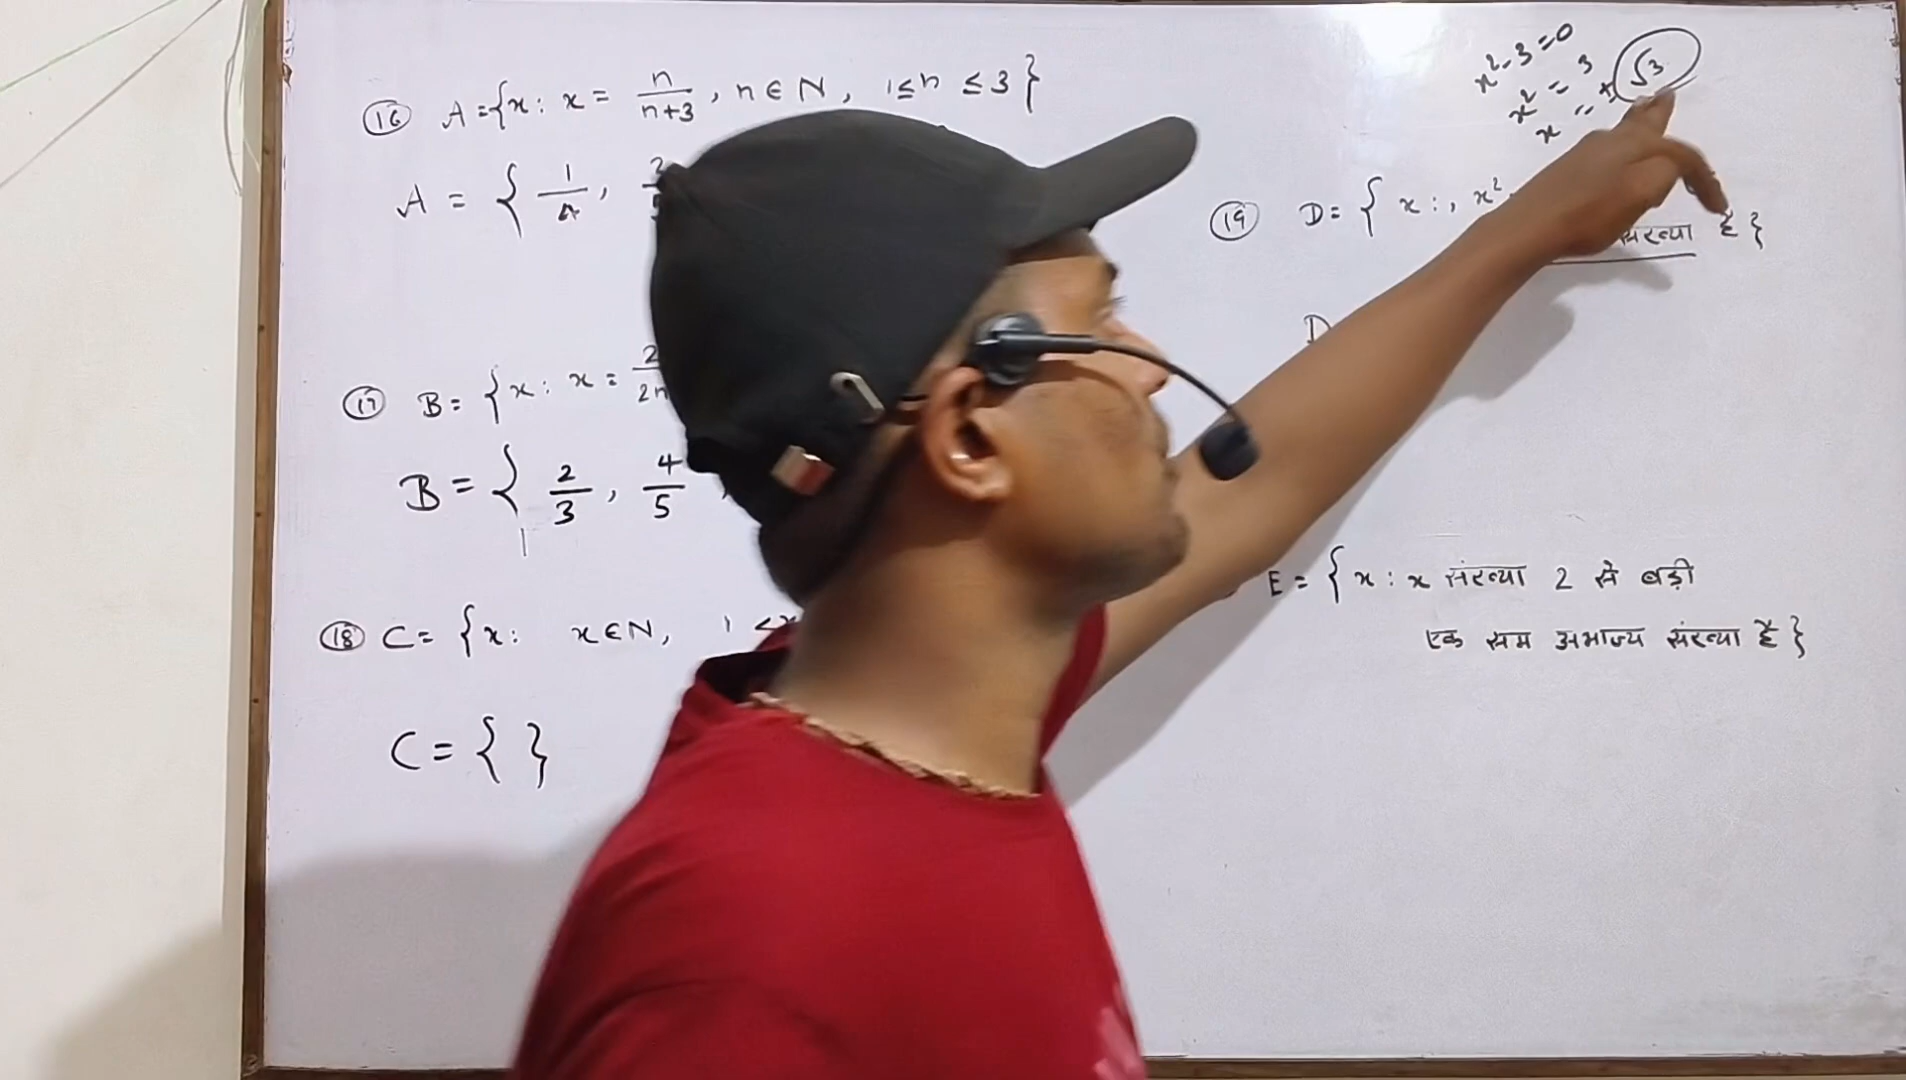 (16) A = {x : x = n/n+3, n ∈ N, 1 ≤ n ≤ 3}
A = { 1/4, 2/
(17) B = {x : x = 2/2n
B = { 2/3, 4/5
(18) C = {x : x ∈ N, 1 < x
C = { }
x² - 3 = 0
x² = 3
x = ± √3
(19) D = { x : , x²
संख्या है }
D
E = { x : x संख्या 2 से बड़ी
एक सम अभाज्य संख्या है }